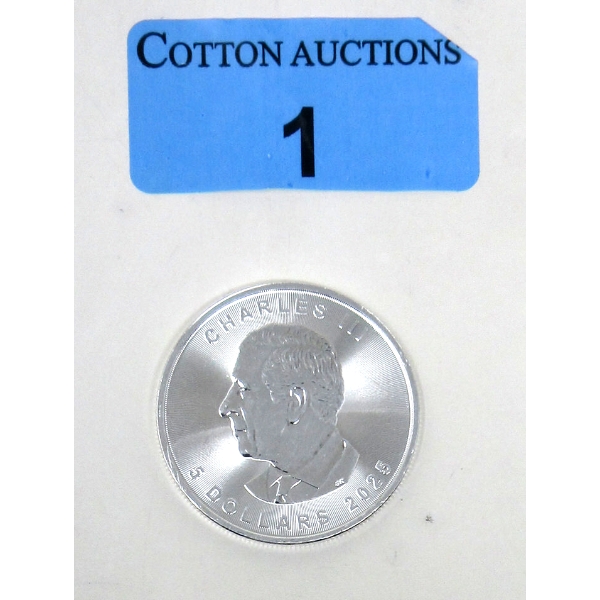 COTTON AUCTIONS
1
CHARLES III
5 DOLLARS 2025